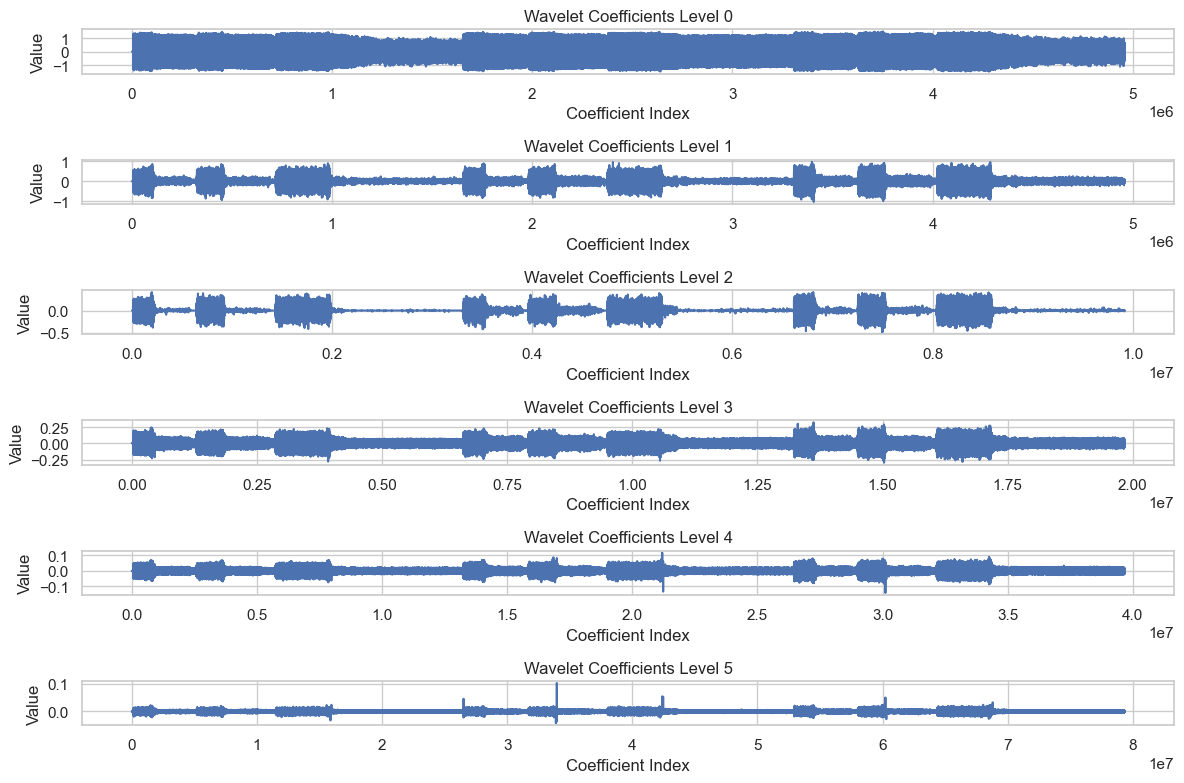 Wavelet Coefficients Level 0
Value
1
0
−1
0 1 2 3 4 5
1e6
Coefficient Index
Wavelet Coefficients Level 1
Value
1
0
−1
0 1 2 3 4 5
1e6
Coefficient Index
Wavelet Coefficients Level 2
Value
0.0
−0.5
0.0 0.2 0.4 0.6 0.8 1.0
1e7
Coefficient Index
Wavelet Coefficients Level 3
Value
0.25
0.00
−0.25
0.00 0.25 0.50 0.75 1.00 1.25 1.50 1.75 2.00
1e7
Coefficient Index
Wavelet Coefficients Level 4
Value
0.1
0.0
−0.1
0.0 0.5 1.0 1.5 2.0 2.5 3.0 3.5 4.0
1e7
Coefficient Index
Wavelet Coefficients Level 5
Value
0.1
0.0
0 1 2 3 4 5 6 7 8
1e7
Coefficient Index